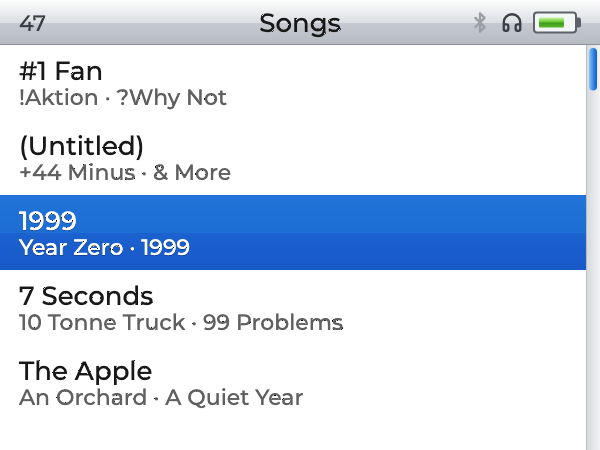 47 Songs
#1 Fan
!Aktion · ?Why Not
(Untitled)
+44 Minus · & More
1999
Year Zero · 1999
7 Seconds
10 Tonne Truck · 99 Problems
The Apple
An Orchard · A Quiet Year